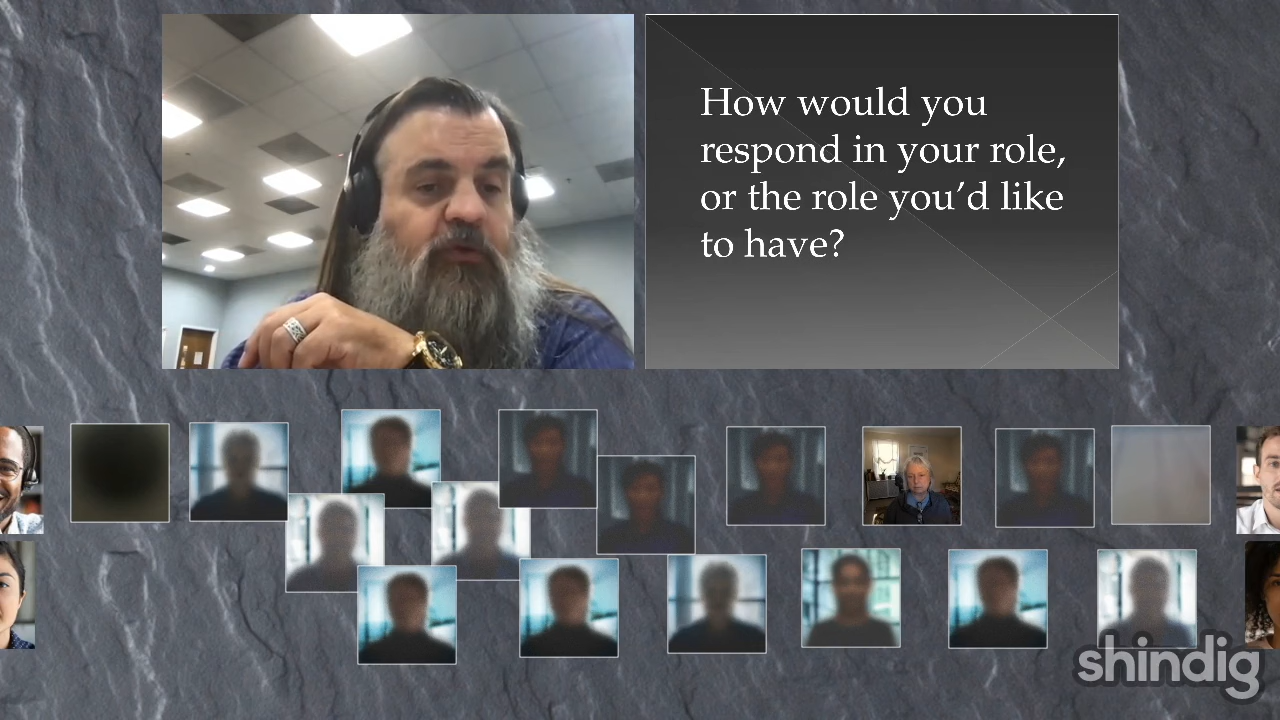 How would you
respond in your role,
or the role you’d like
to have?
shindig